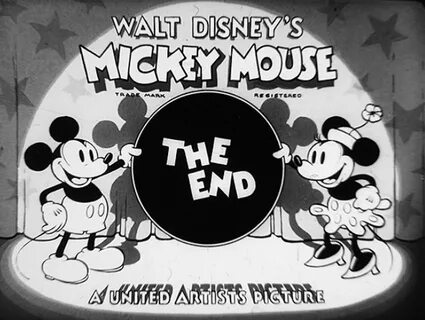 WALT DISNEY'S
MICKEY MOUSE
TRADE MARK REGISTERED
THE
END
A UNITED ARTISTS PICTURE